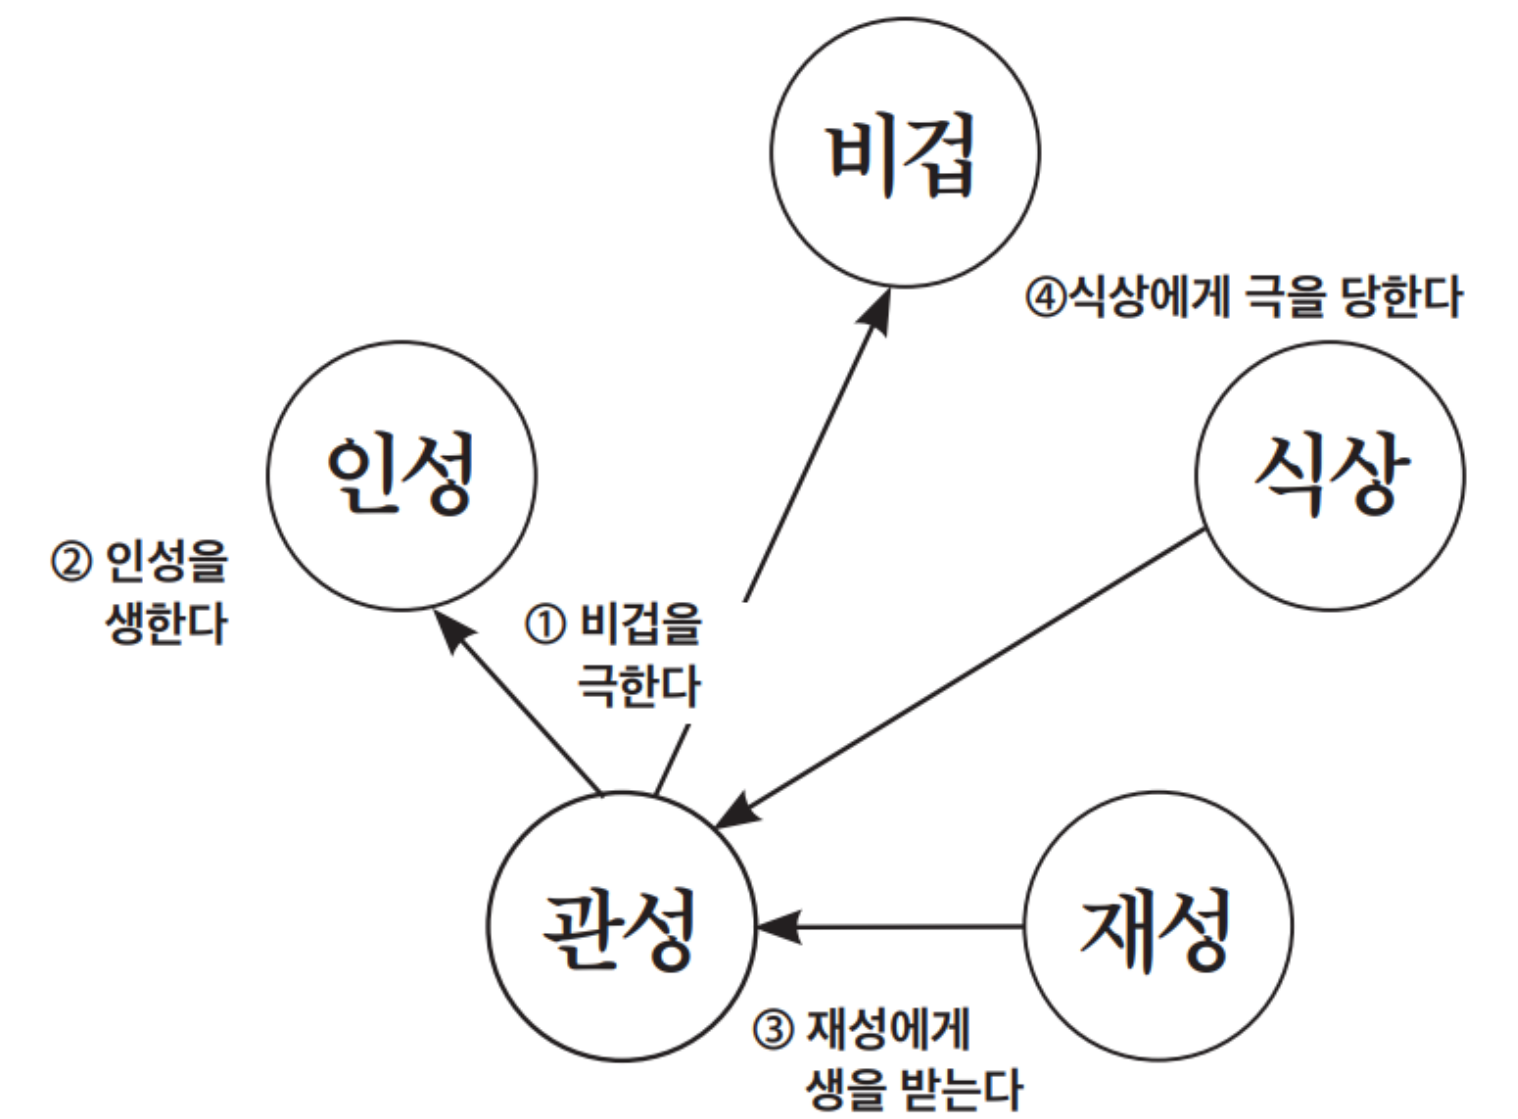 비겁
④식상에게 극을 당한다
인성
식상
② 인성을
생한다
① 비겁을
극한다
관성
재성
③ 재성에게
생을 받는다